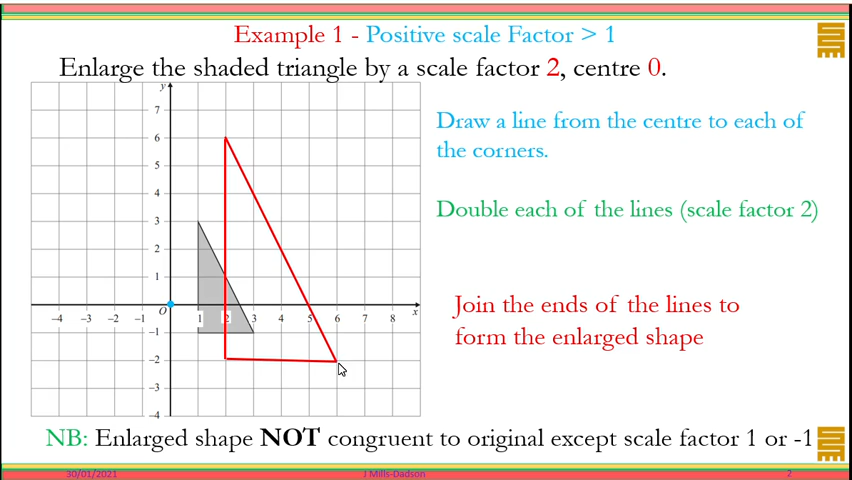 Example 1 - Positive scale Factor > 1
Enlarge the shaded triangle by a scale factor 2, centre 0.
y
7
6
5
4
3
2
1
O
−4 −3 −2 −1 1 2 3 4 5 6 7 8 x
−1
−2
−3
−4
Draw a line from the centre to each of
the corners.
Double each of the lines (scale factor 2)
Join the ends of the lines to
form the enlarged shape
NB: Enlarged shape NOT congruent to original except scale factor 1 or -1
30/01/2021 J Mills-Dadson 2